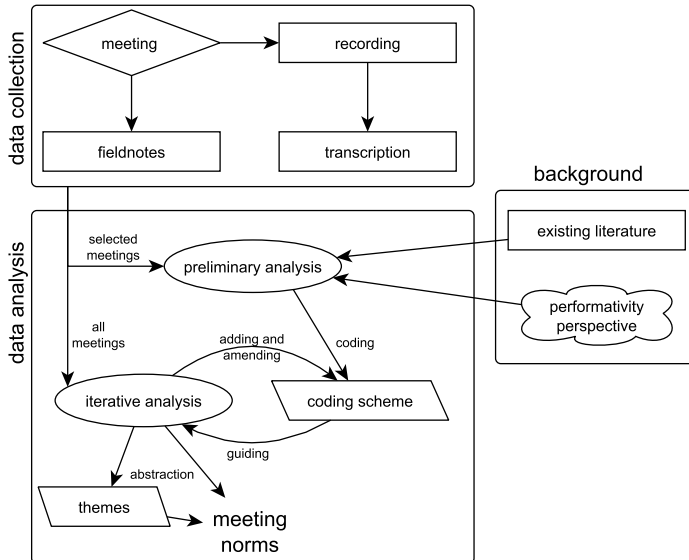 data collection
meeting
recording
fieldnotes
transcription
background
existing literature
performativity
perspective
data analysis
selected
meetings
preliminary analysis
all
meetings
adding and
amending
coding
iterative analysis
coding scheme
guiding
abstraction
themes
meeting
norms